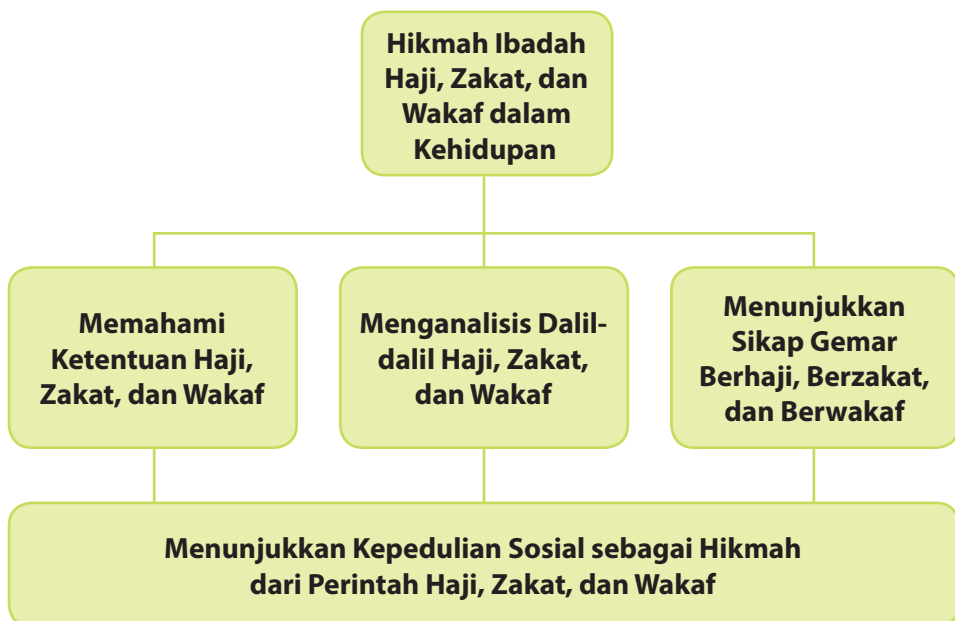 Hikmah Ibadah
Haji, Zakat, dan
Wakaf dalam
Kehidupan
Memahami
Ketentuan Haji,
Zakat, dan Wakaf
Menganalisis Dalil-
dalil Haji, Zakat,
dan Wakaf
Menunjukkan
Sikap Gemar
Berhaji, Berzakat,
dan Berwakaf
Menunjukkan Kepedulian Sosial sebagai Hikmah
dari Perintah Haji, Zakat, dan Wakaf